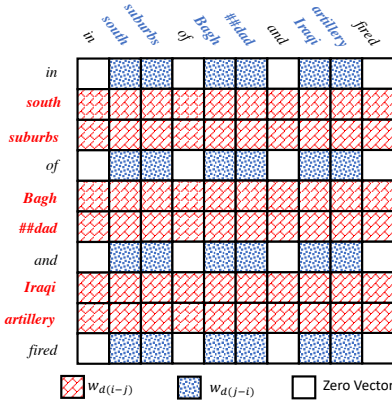 in south suburbs of Bagh ##dad and Iraqi artillery fired
in
south
suburbs
of
Bagh
##dad
and
Iraqi
artillery
fired
w_{d(i−j)} w_{d(j−i)} Zero Vector